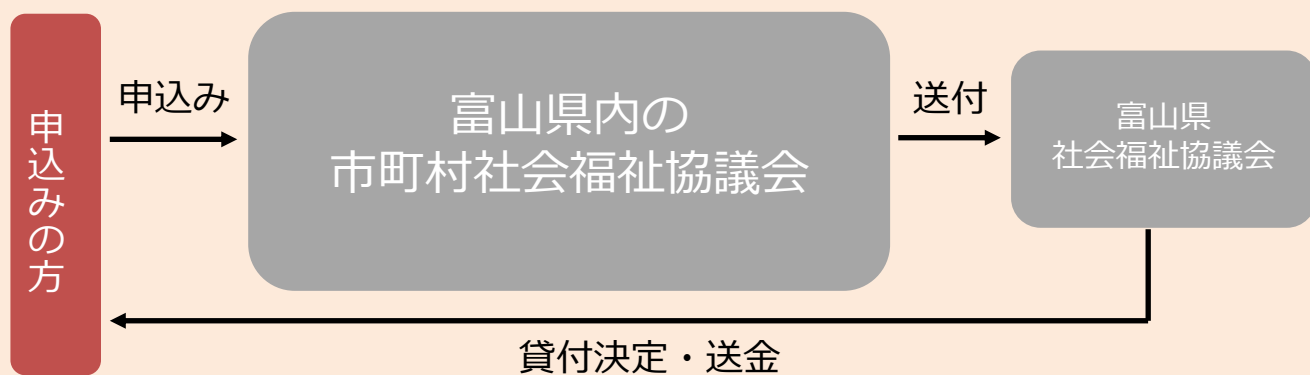 申込みの方
申込み
富山県内の
市町村社会福祉協議会
送付
富山県
社会福祉協議会
貸付決定・送金